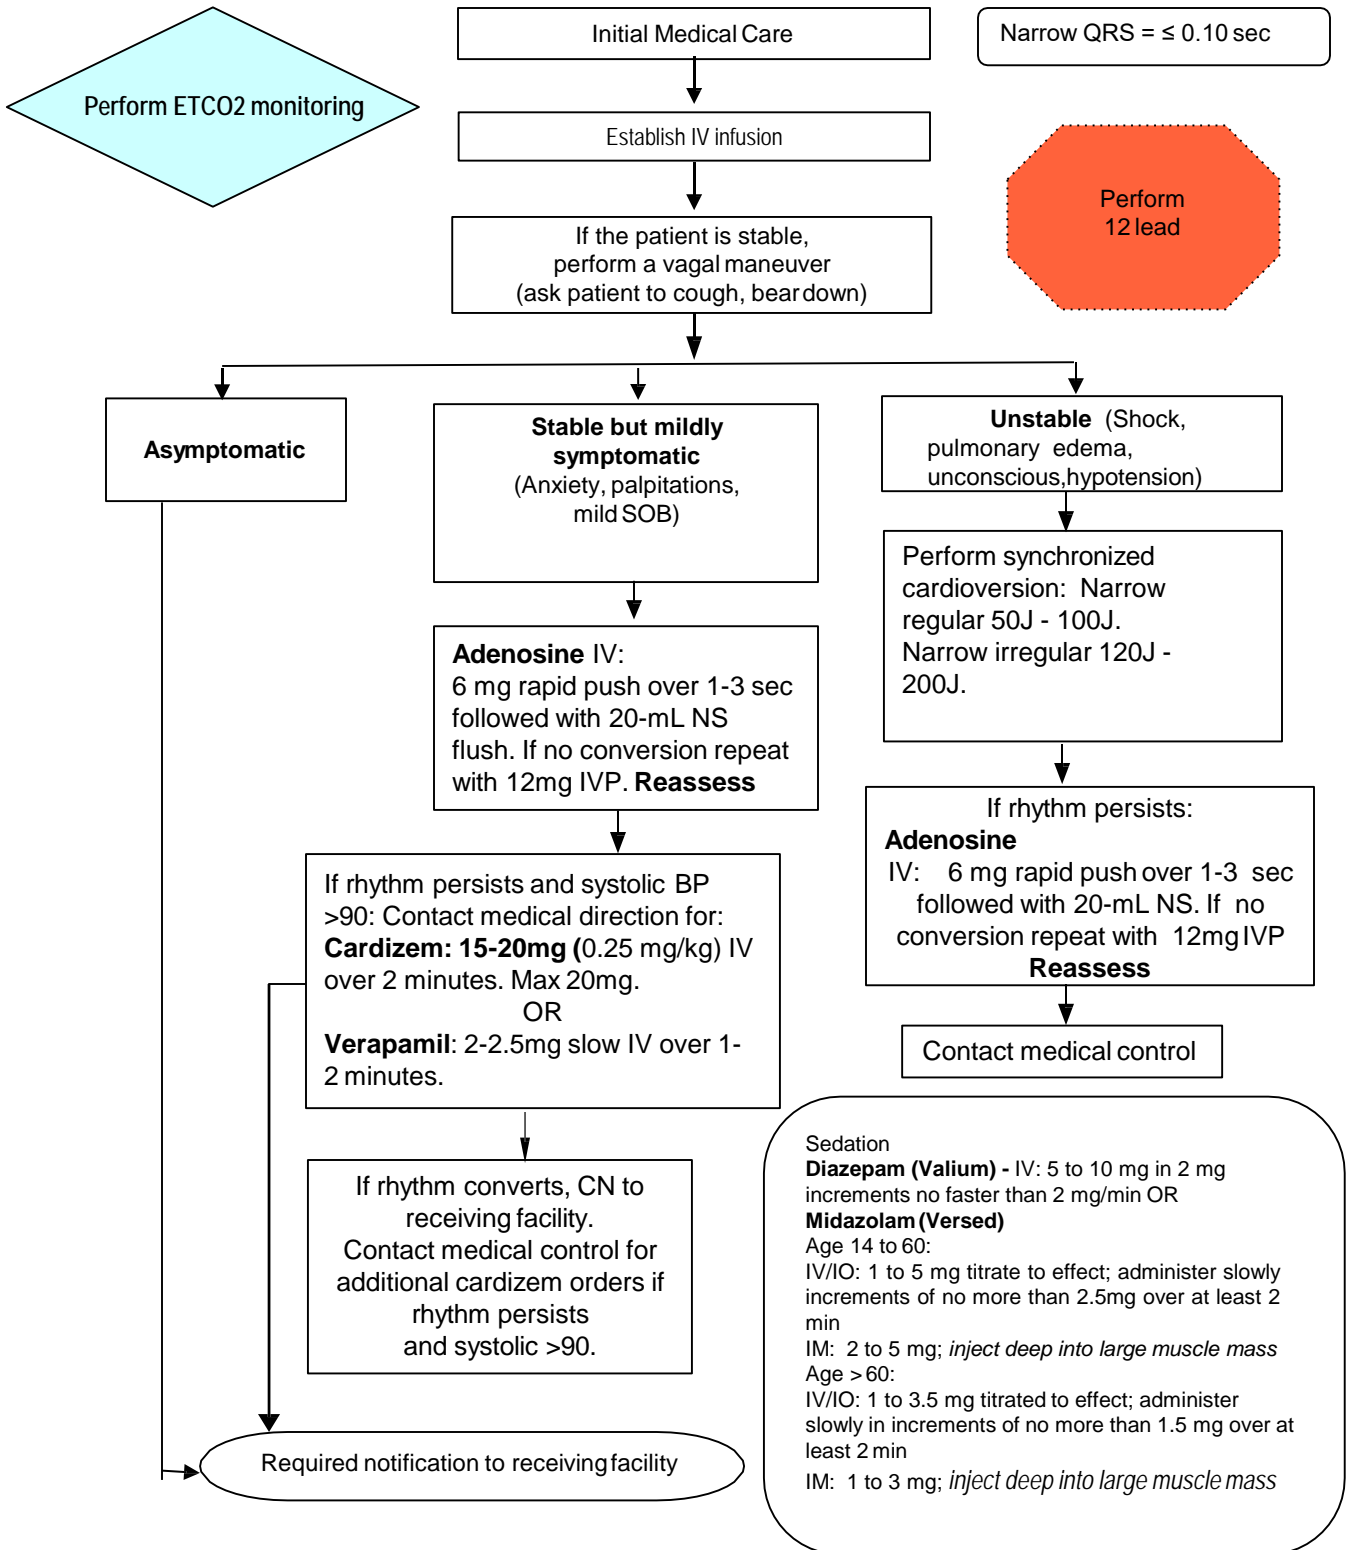 Initial Medical Care
Narrow QRS = ≤ 0.10 sec
Perform ETCO2 monitoring
Establish IV infusion
Perform
12 lead
If the patient is stable,
perform a vagal maneuver
(ask patient to cough, bear down)
Asymptomatic
Stable but mildly
symptomatic
(Anxiety, palpitations,
mild SOB)
Unstable (Shock,
pulmonary edema,
unconscious,hypotension)
Perform synchronized
cardioversion: Narrow
regular 50J - 100J.
Narrow irregular 120J -
200J.
Adenosine IV:
6 mg rapid push over 1-3 sec
followed with 20-mL NS
flush. If no conversion repeat
with 12mg IVP. Reassess
If rhythm persists:
Adenosine
IV: 6 mg rapid push over 1-3 sec
followed with 20-mL NS. If no
conversion repeat with 12mg IVP
Reassess
If rhythm persists and systolic BP
>90: Contact medical direction for:
Cardizem: 15-20mg (0.25 mg/kg) IV
over 2 minutes. Max 20mg.
OR
Verapamil: 2-2.5mg slow IV over 1-
2 minutes.
Contact medical control
If rhythm converts, CN to
receiving facility.
Contact medical control for
additional cardizem orders if
rhythm persists
and systolic >90.
Sedation
Diazepam (Valium) - IV: 5 to 10 mg in 2 mg
increments no faster than 2 mg/min OR
Midazolam (Versed)
Age 14 to 60:
IV/IO: 1 to 5 mg titrate to effect; administer slowly
increments of no more than 2.5mg over at least 2
min
IM: 2 to 5 mg; inject deep into large muscle mass
Age > 60:
IV/IO: 1 to 3.5 mg titrated to effect; administer
slowly in increments of no more than 1.5 mg over at
least 2 min
IM: 1 to 3 mg; inject deep into large muscle mass
Required notification to receiving facility